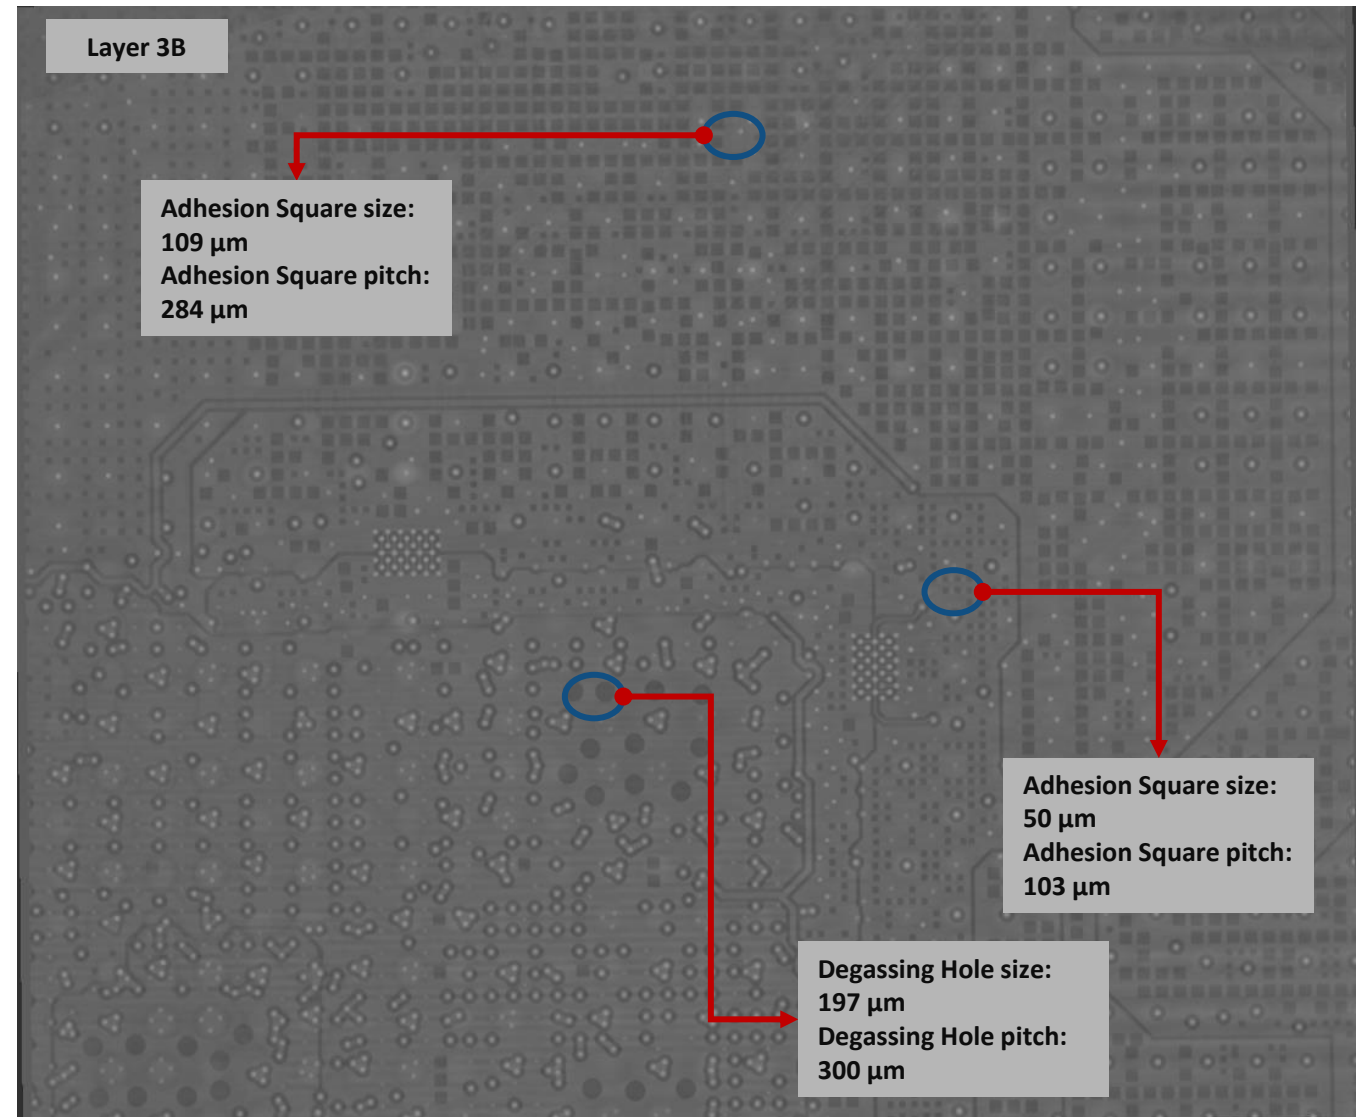 Layer 3B
Adhesion Square size:
109 µm
Adhesion Square pitch:
284 µm
Adhesion Square size:
50 µm
Adhesion Square pitch:
103 µm
Degassing Hole size:
197 µm
Degassing Hole pitch:
300 µm